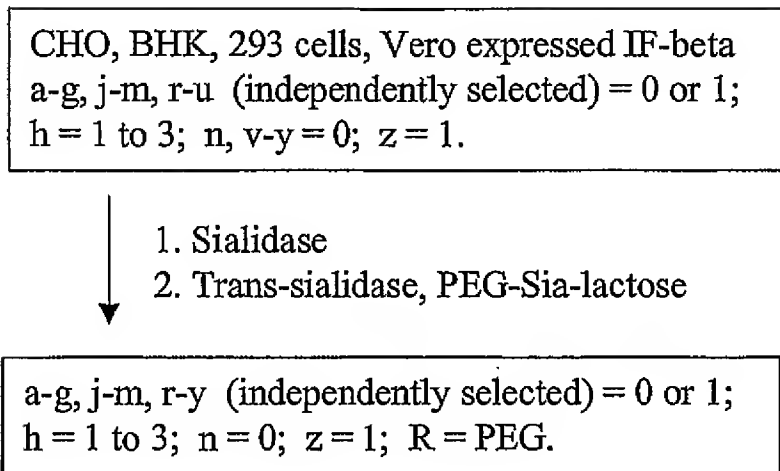 CHO, BHK, 293 cells, Vero expressed IF-beta
a-g, j-m, r-u (independently selected) = 0 or 1;
h = 1 to 3; n, v-y = 0; z = 1.
1. Sialidase
2. Trans-sialidase, PEG-Sia-lactose
a-g, j-m, r-y (independently selected) = 0 or 1;
h = 1 to 3; n = 0; z = 1; R = PEG.